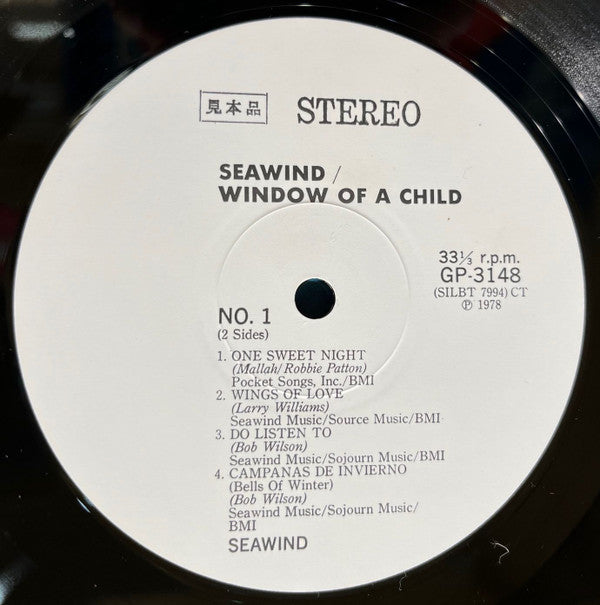 見本品 STEREO
SEAWIND /
WINDOW OF A CHILD
33⅓ r.p.m.
GP-3148
(SILBT 7994) CT
℗ 1978
NO. 1
(2 Sides)
1. ONE SWEET NIGHT
(Mallah/Robbie Patton)
Pocket Songs, Inc./BMI
2. WINGS OF LOVE
(Larry Williams)
Seawind Music/Source Music/BMI
3. DO LISTEN TO
(Bob Wilson)
Seawind Music/Sojourn Music/BMI
4. CAMPANAS DE INVIERNO
(Bells Of Winter)
(Bob Wilson)
Seawind Music/Sojourn Music/
BMI
SEAWIND